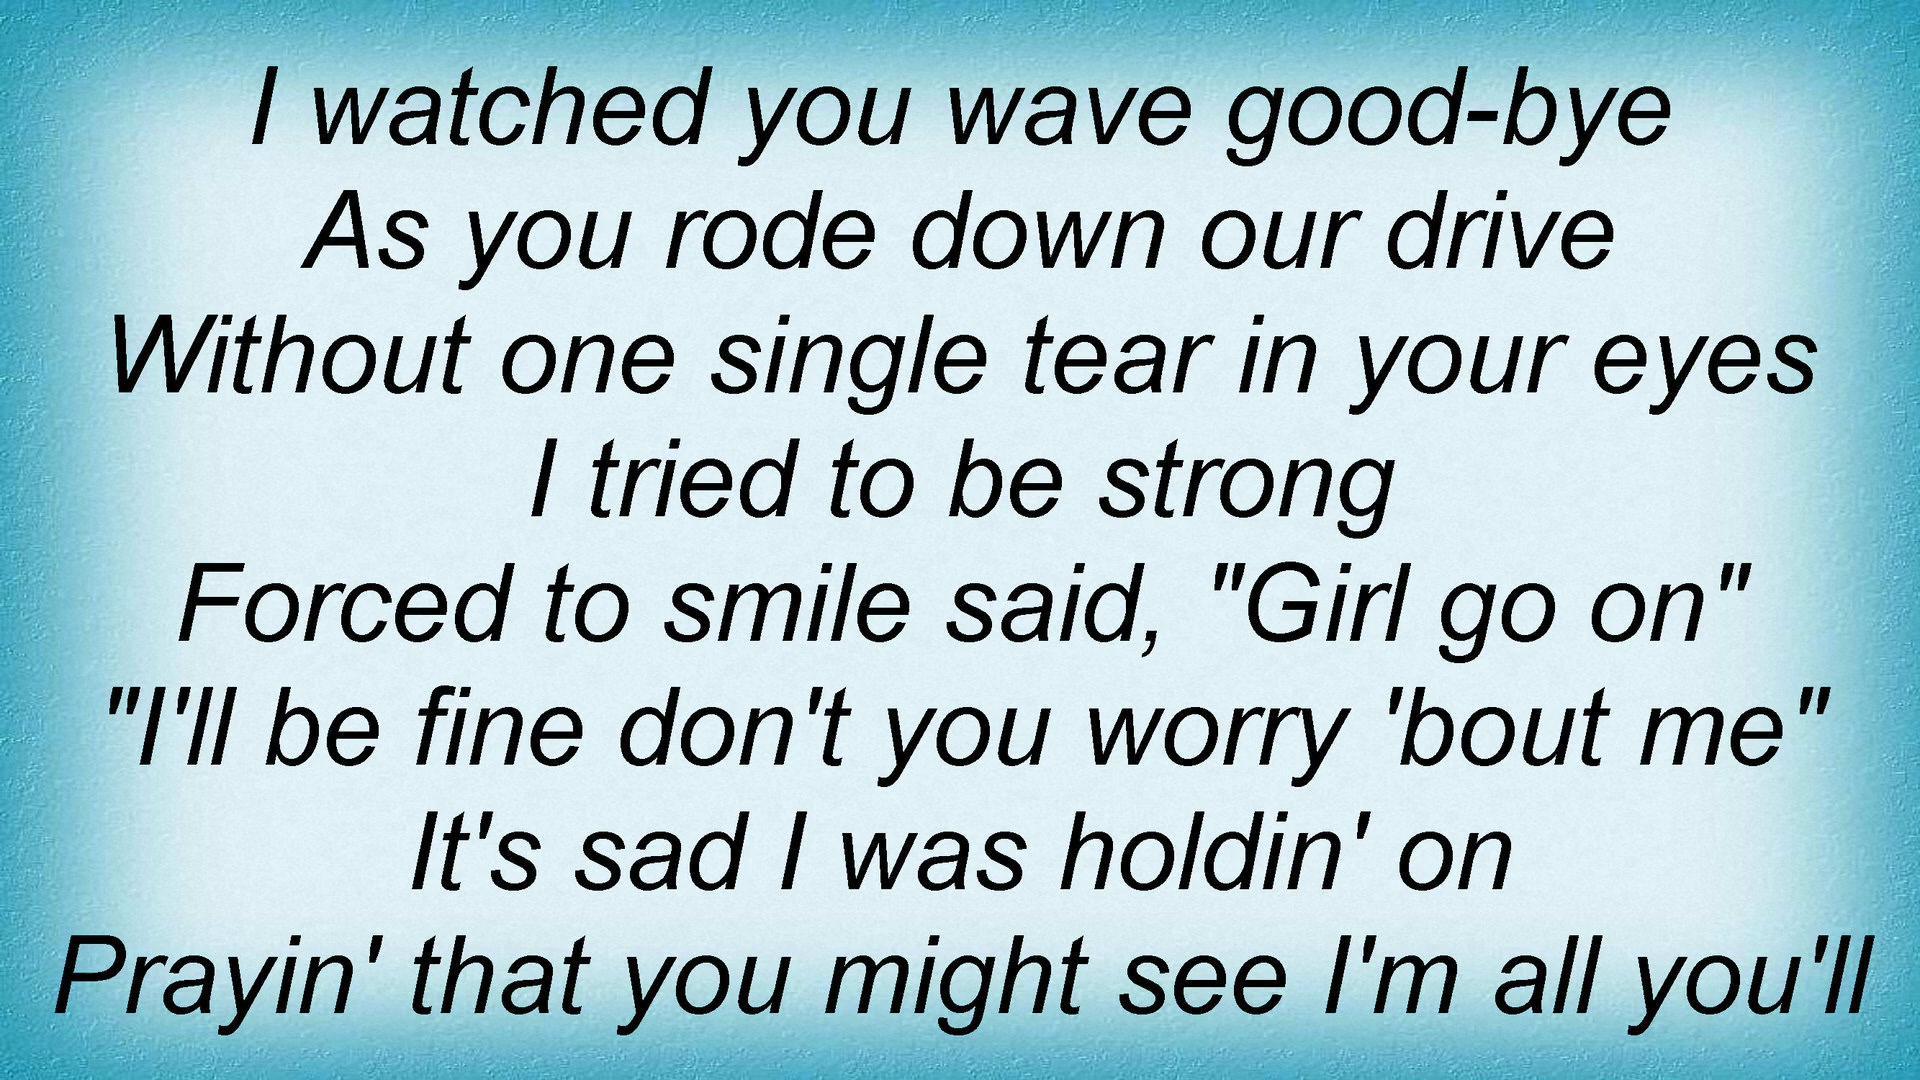 I watched you wave good-bye
As you rode down our drive
Without one single tear in your eyes
I tried to be strong
Forced to smile said, "Girl go on"
"I'll be fine don't you worry 'bout me"
It's sad I was holdin' on
Prayin' that you might see I'm all you'll